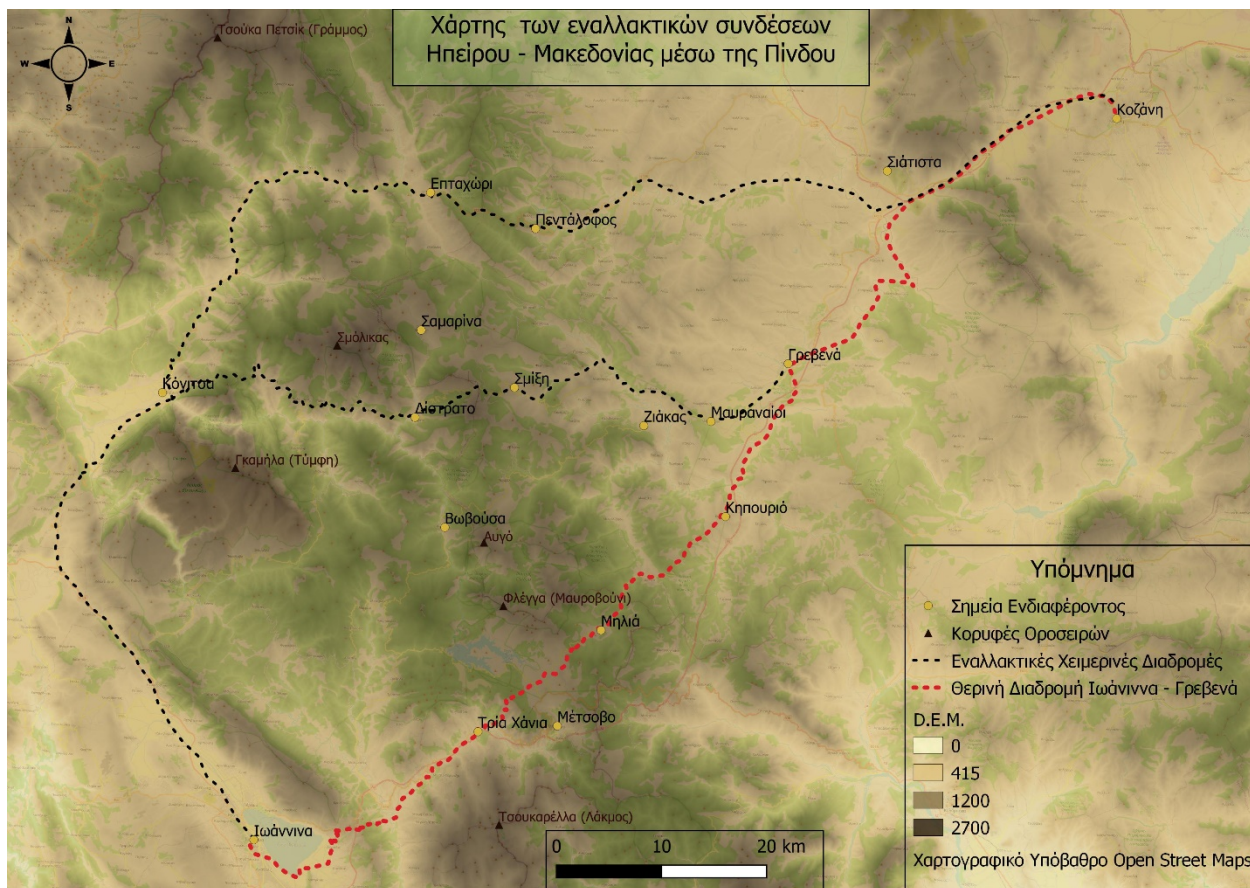 Χάρτης των εναλλακτικών συνδέσεων
Ηπείρου - Μακεδονίας μέσω της Πίνδου
N
W
E
S
Τσούκα Πετσίκ (Γράμμος)
Κοζάνη
Σιάτιστα
Επταχώρι
Πεντάλοφος
Σαμαρίνα
Σμόλικας
Γρεβενά
Κόνιτσα
Σμίξη
Δίστρατο
Ζιάκας
Μαυραναίοι
Γκαμήλα (Τύμφη)
Κηπουριό
Βωβούσα
Αυγό
Φλέγγα (Μαυροβούνι)
Μηλιά
Τρία Χάνια
Μέτσοβο
Τσουκαρέλλα (Λάκμος)
Ιωάννινα
0
10
20 km
Υπόμνημα
Σημεία Ενδιαφέροντος
Κορυφές Οροσειρών
Εναλλακτικές Χειμερινές Διαδρομές
Θερινή Διαδρομή Ιωάνιννα - Γρεβενά
D.E.M.
0
415
1200
2700
Χαρτογραφικό Υπόβαθρο Open Street Maps